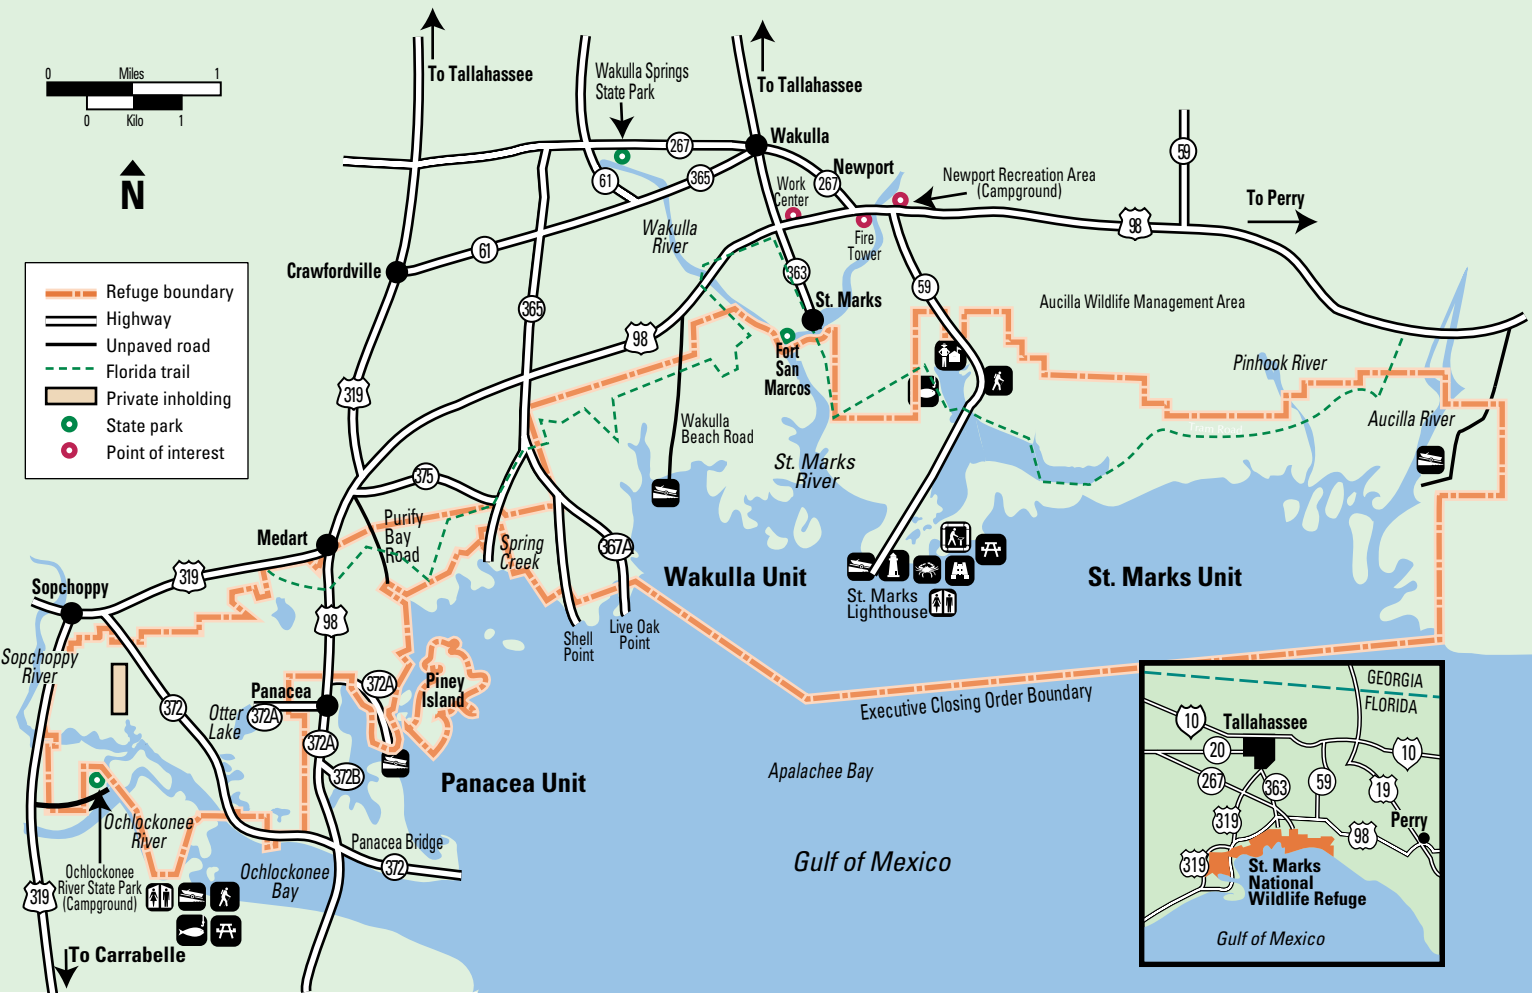 0 Miles 1
0 Kilo 1
N
To Tallahassee
Wakulla Springs
State Park
To Tallahassee
Wakulla
267
61
365
Newport
267
Work
Center
Newport Recreation Area
(Campground)
59
To Perry
98
Fire
Tower
Wakulla
River
61
Crawfordville
363
59
St. Marks
Aucilla Wildlife Management Area
365
98
319
Fort
San
Marcos
Pinhook River
Aucilla River
Tram Road
Refuge boundary
Highway
Unpaved road
Florida trail
Private inholding
State park
Point of interest
Wakulla
Beach Road
St. Marks
River
375
Purify
Bay
Road
Medart
Spring
Creek
367A
Wakulla Unit
St. Marks Unit
St. Marks
Lighthouse
319
Sopchoppy
98
Shell
Point
Live Oak
Point
Sopchoppy
River
372
Panacea
372A
Otter
Lake
372A
372A
372B
Piney
Island
Executive Closing Order Boundary
Panacea Unit
Apalachee Bay
Gulf of Mexico
Ochlockonee
River
Panacea Bridge
372
Ochlockonee
Bay
Ochlockonee
River State Park
(Campground)
319
To Carrabelle
GEORGIA
FLORIDA
10
Tallahassee
20
10
267
363
59
19
319
Perry
98
319
St. Marks
National
Wildlife Refuge
Gulf of Mexico